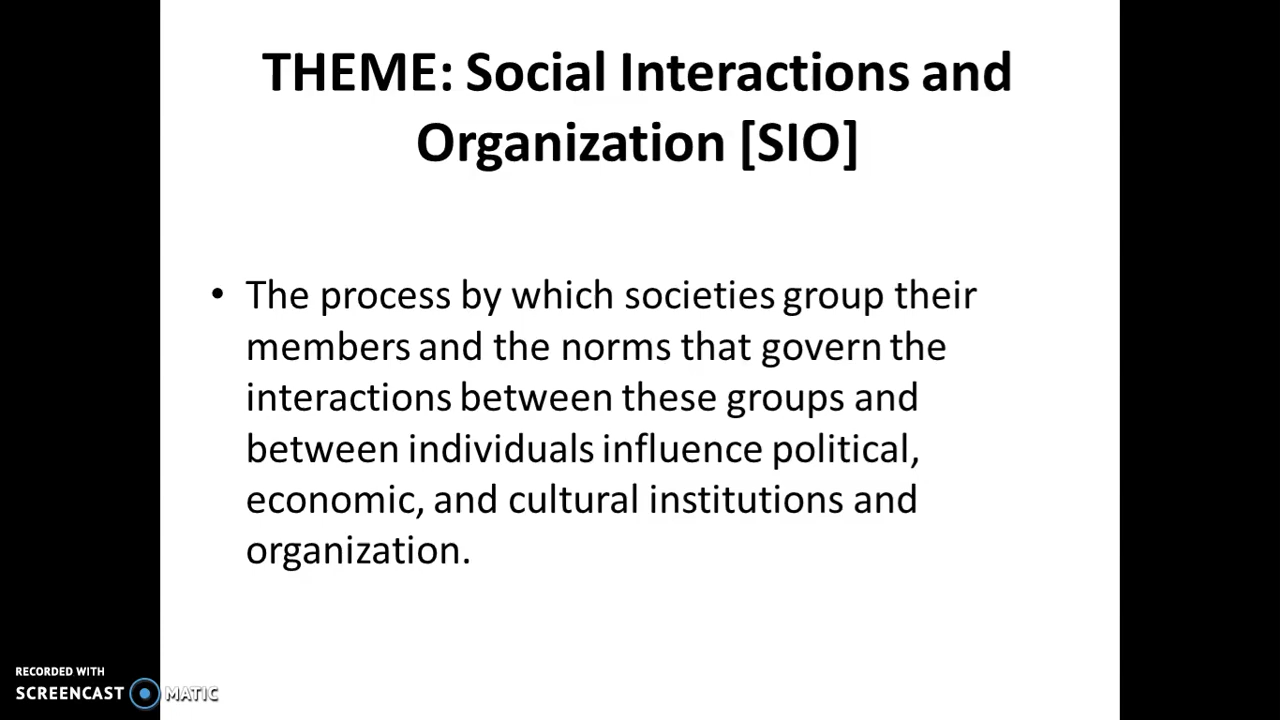 THEME: Social Interactions and
Organization [SIO]
• The process by which societies group their
members and the norms that govern the
interactions between these groups and
between individuals influence political,
economic, and cultural institutions and
organization.
RECORDED WITH
SCREENCAST MATIC